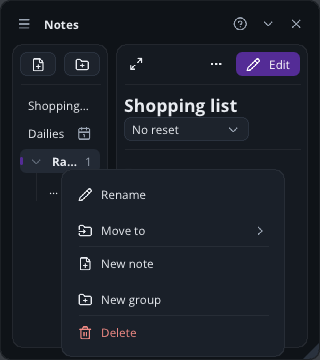 Notes
Edit
Shopping...
Dailies
Ra... 1
...
Shopping list
No reset
Rename
Move to
New note
New group
Delete